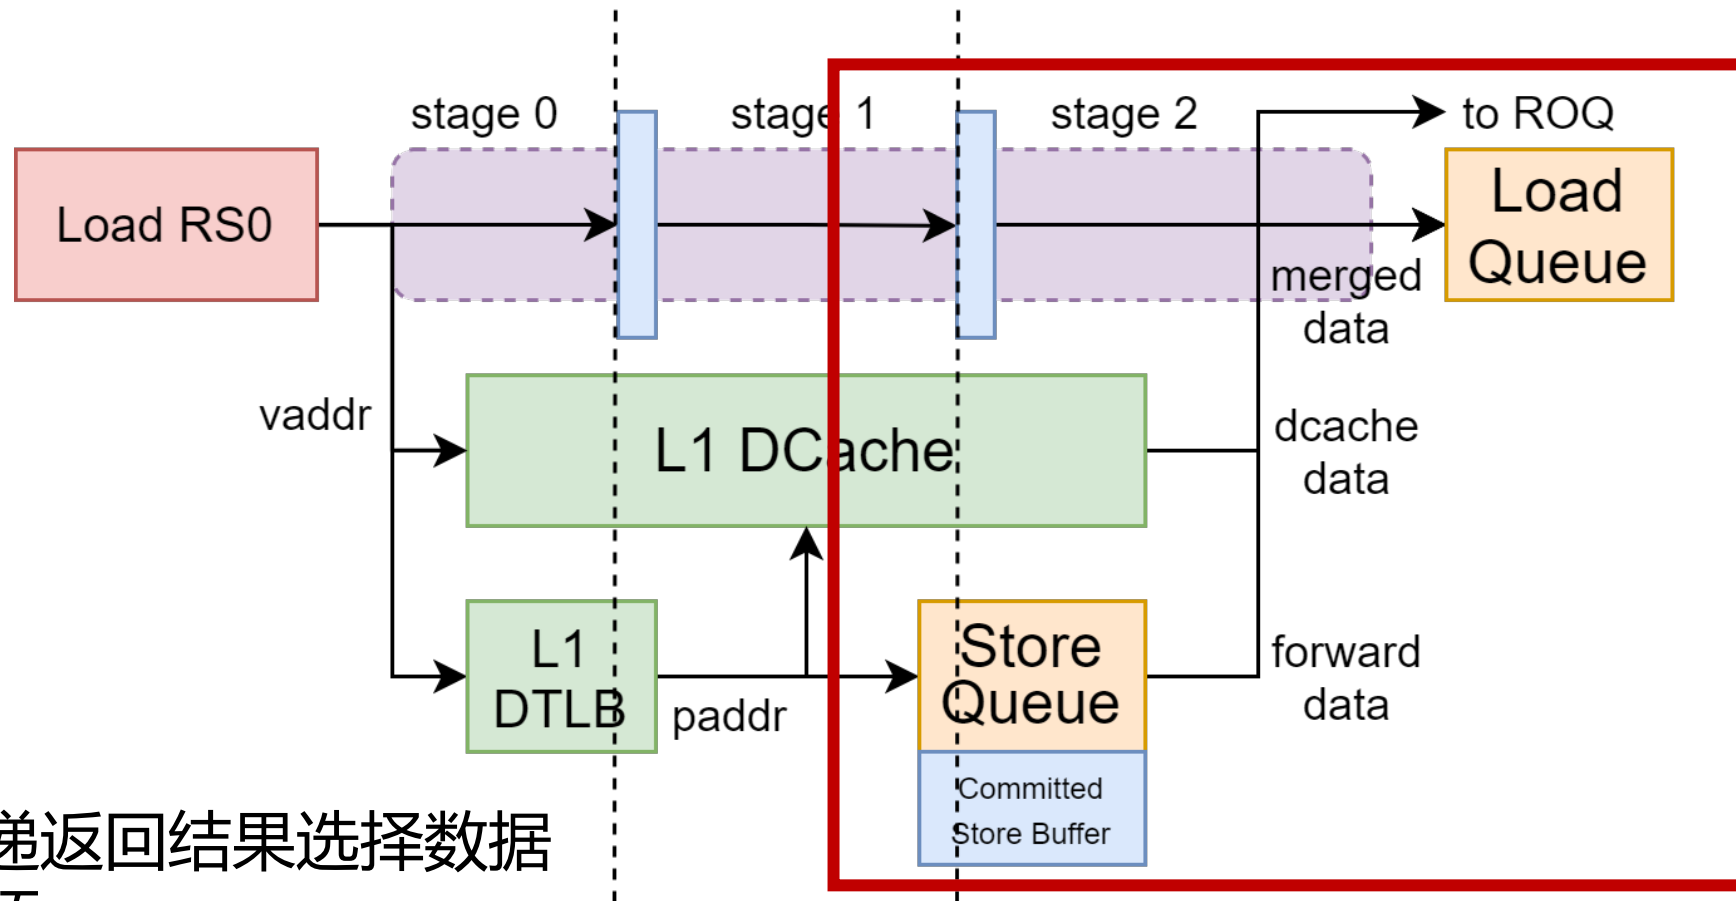 stage 0
stage 1
stage 2
to ROQ
Load RS0
Load
Queue
merged
data
vaddr
L1 DCache
dcache
data
L1
DTLB
paddr
Store
Queue
forward
data
Committed
Store Buffer
递返回结果选择数据